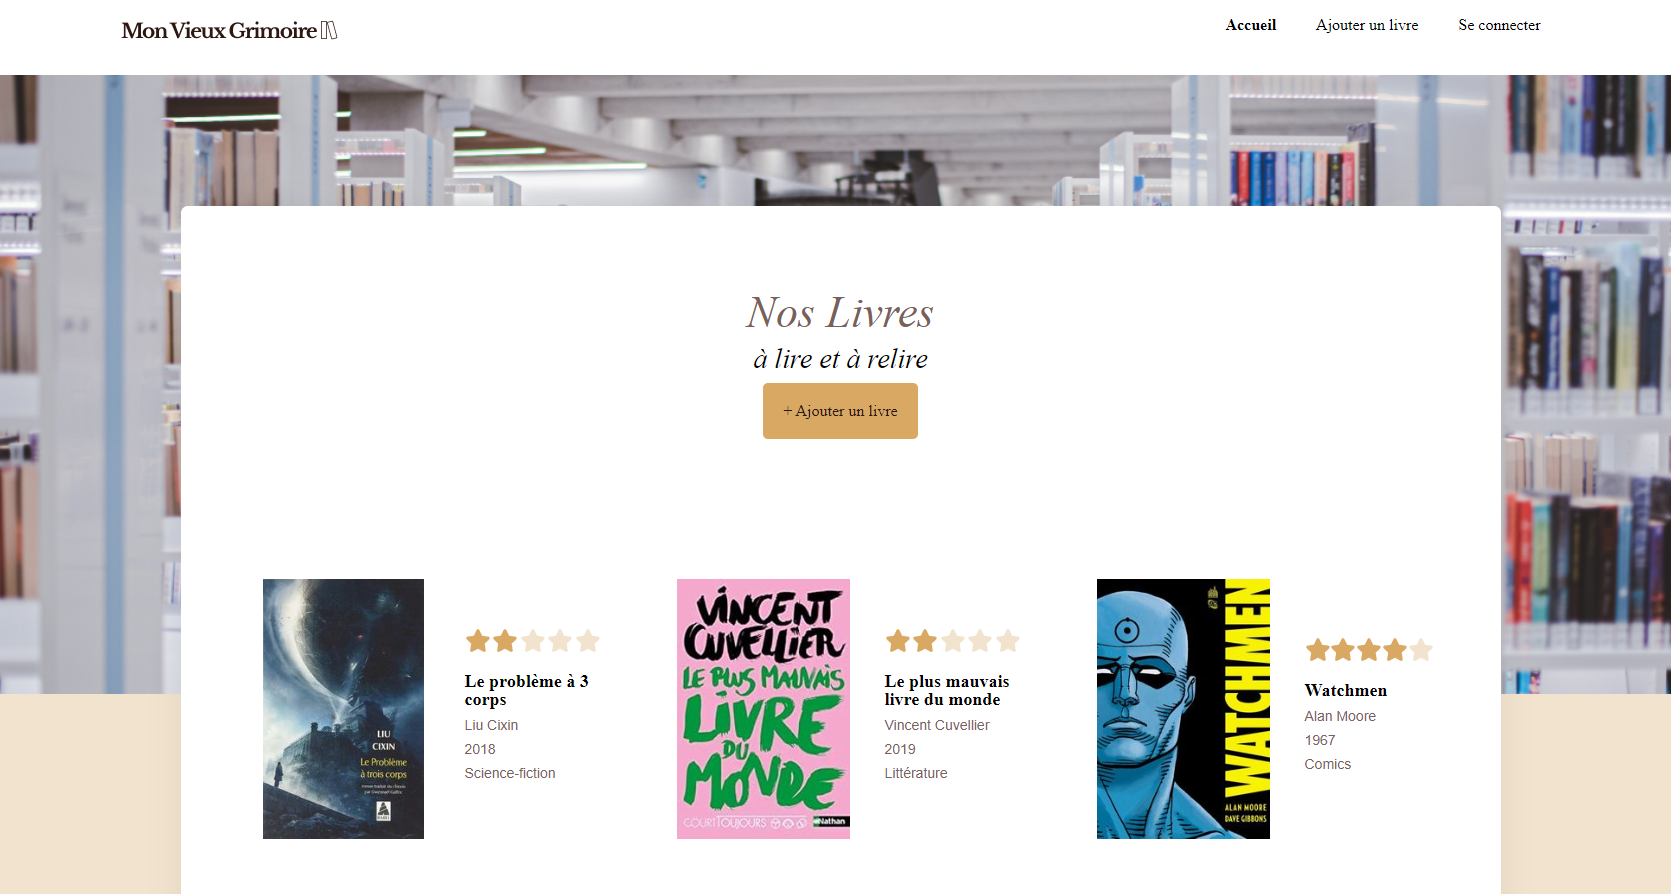 Mon Vieux Grimoire
Accueil
Ajouter un livre
Se connecter
Nos Livres
à lire et à relire
+ Ajouter un livre
LIU
CIXIN
Le Problème
à trois corps
BABEL
Le problème à 3
corps
Liu Cixin
2018
Science-fiction
VINCENT
CUVELLIER
LE PLUS MAUVAIS
LIVRE
DU
MONDE
COURT TOUJOURS
Nathan
Le plus mauvais
livre du monde
Vincent Cuvellier
2019
Littérature
WATCHMEN
ALAN MOORE
DAVE GIBBONS
Watchmen
Alan Moore
1967
Comics